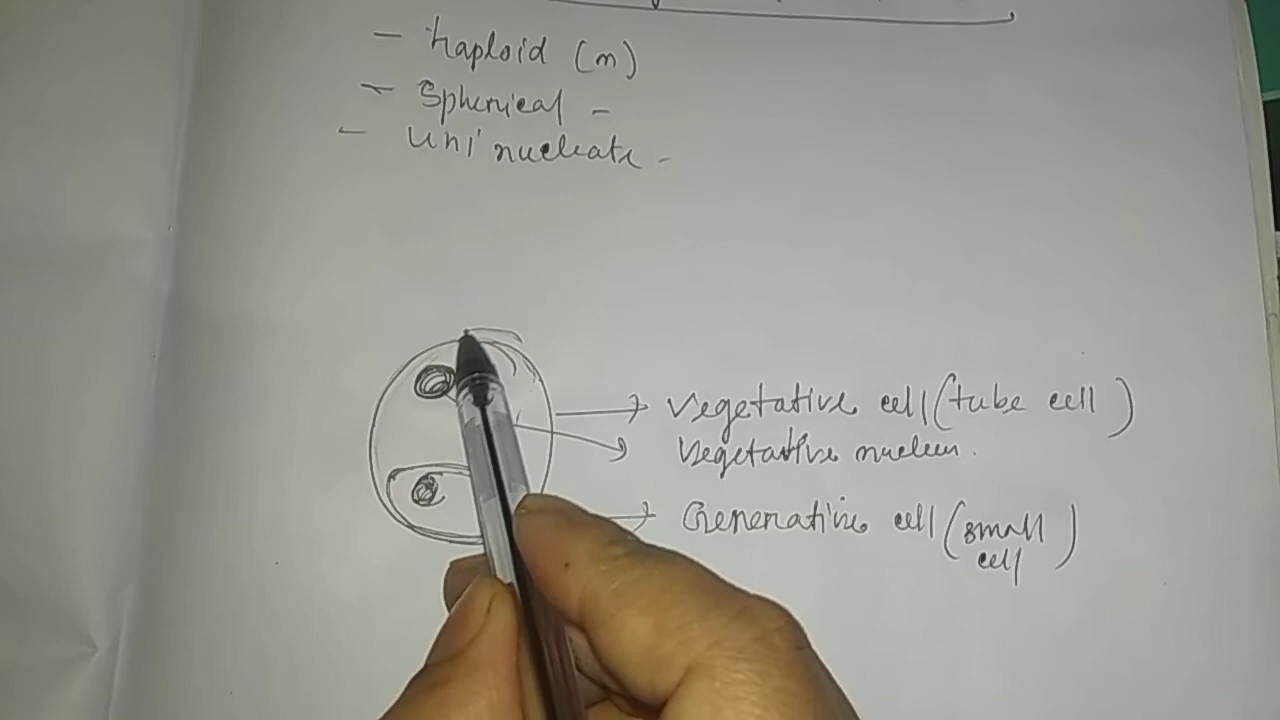 - haploid (n)
- Spherical -
- Uni nucleate -
Vegetative cell (tube cell)
Vegetative nucleus.
Generative cell (small
cell)